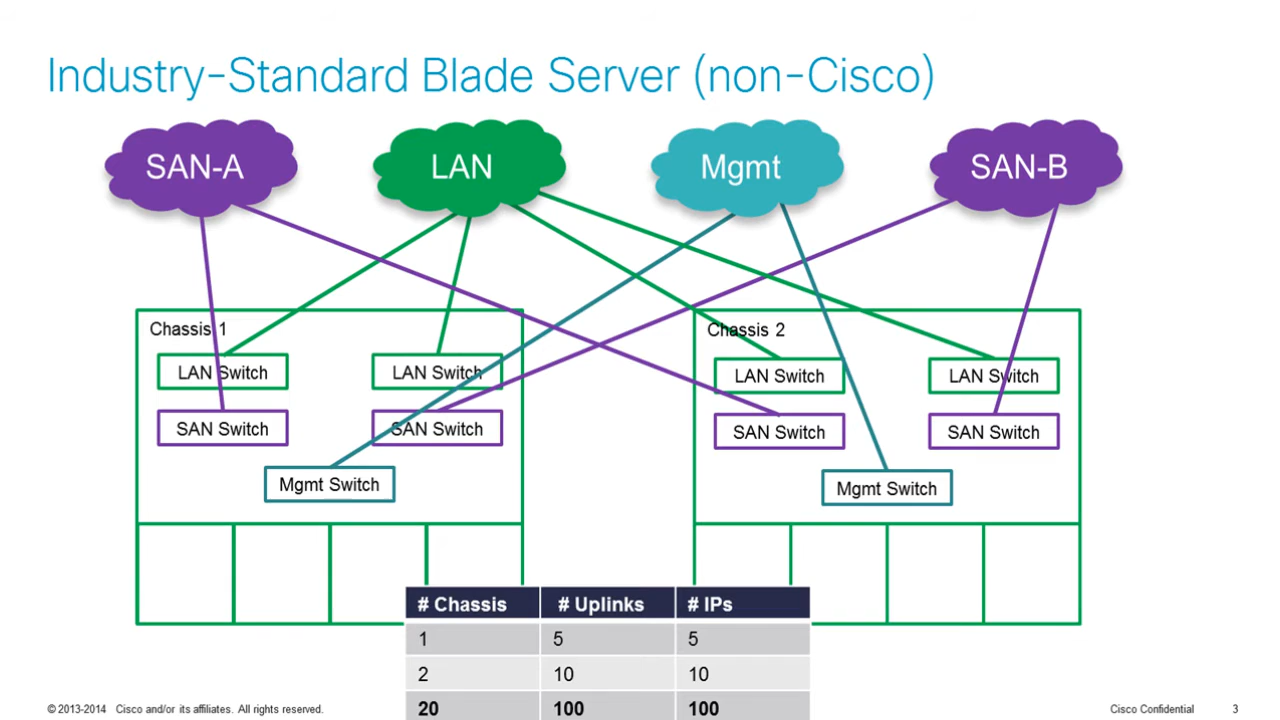 Industry-Standard Blade Server (non-Cisco)
SAN-A
LAN
Mgmt
SAN-B
Chassis 1
LAN Switch
LAN Switch
SAN Switch
SAN Switch
Mgmt Switch
Chassis 2
LAN Switch
LAN Switch
SAN Switch
SAN Switch
Mgmt Switch
# Chassis # Uplinks # IPs
1 5 5
2 10 10
20 100 100
© 2013-2014 Cisco and/or its affiliates. All rights reserved.
Cisco Confidential 3